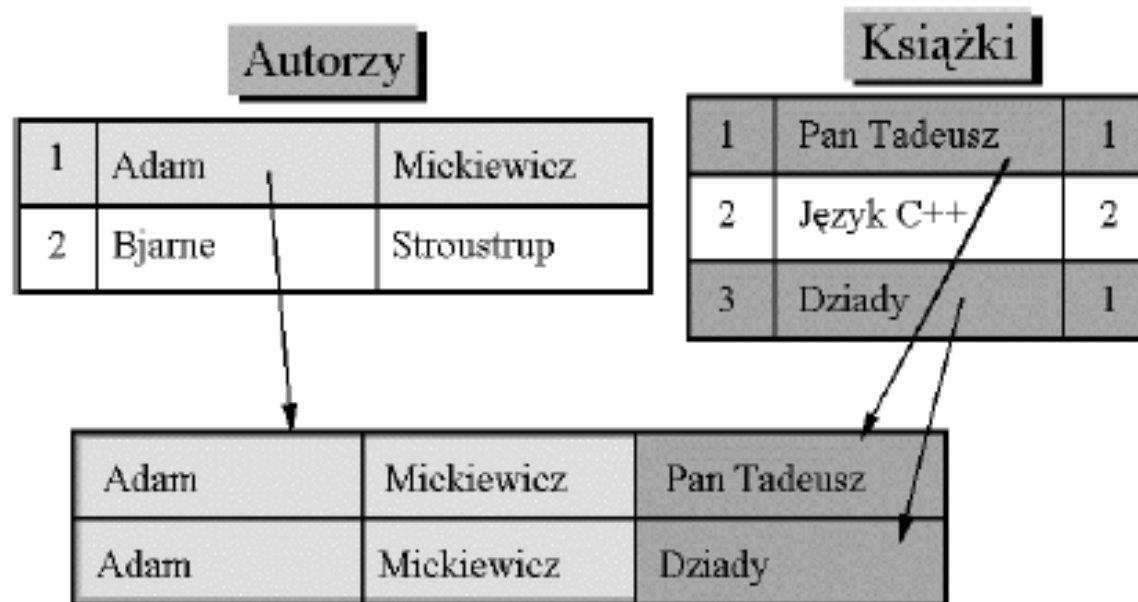 Autorzy
1 Adam Mickiewicz
2 Bjarne Stroustrup
Książki
1 Pan Tadeusz 1
2 Język C++ 2
3 Dziady 1
Adam Mickiewicz Pan Tadeusz
Adam Mickiewicz Dziady